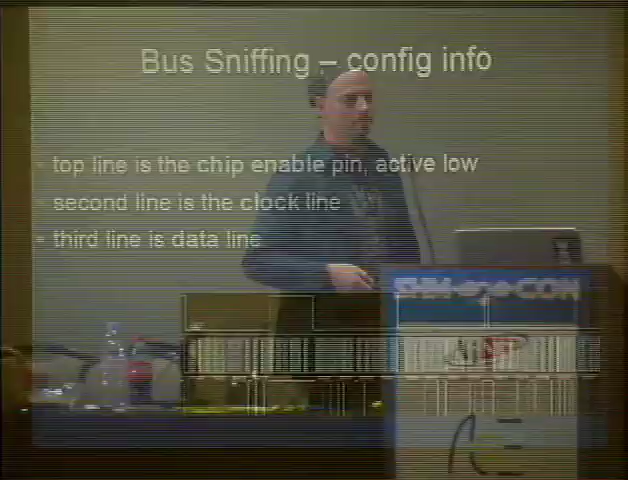 Bus Sniffing – config info
top line is the chip enable pin, active low
second line is the clock line
third line is data line